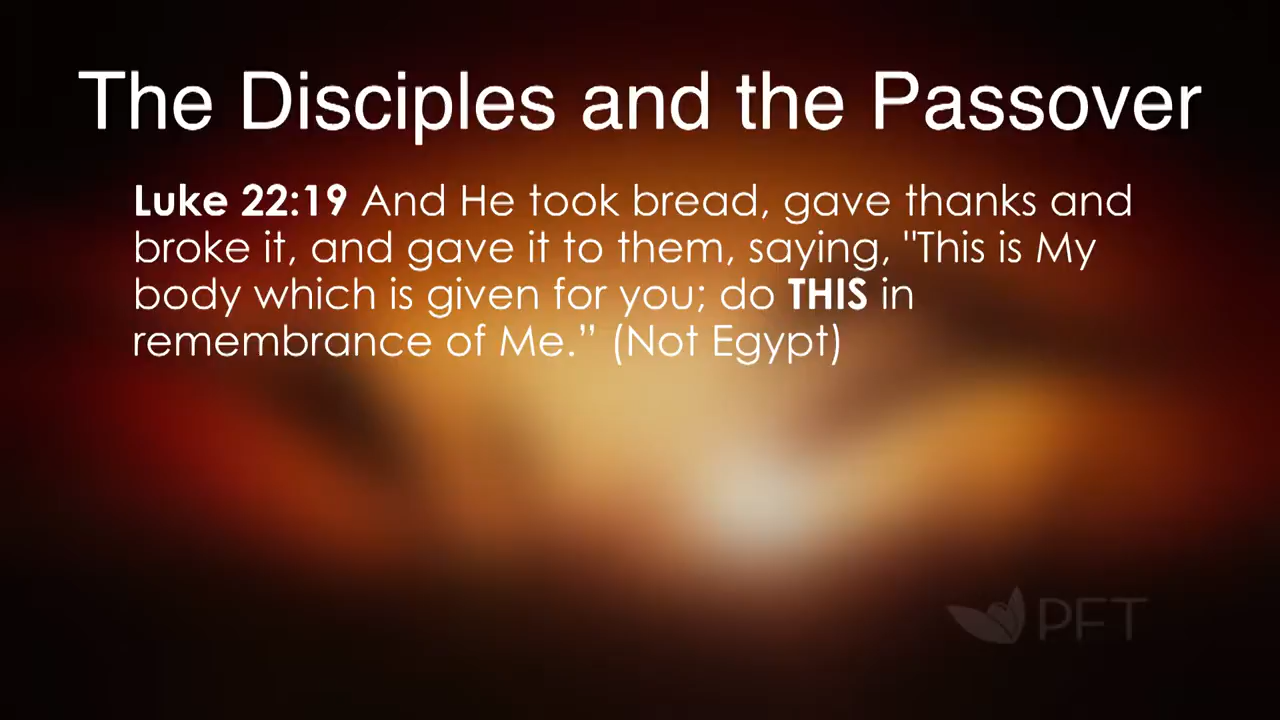 The Disciples and the Passover
Luke 22:19 And He took bread, gave thanks and
broke it, and gave it to them, saying, "This is My
body which is given for you; do THIS in
remembrance of Me.” (Not Egypt)
PFT